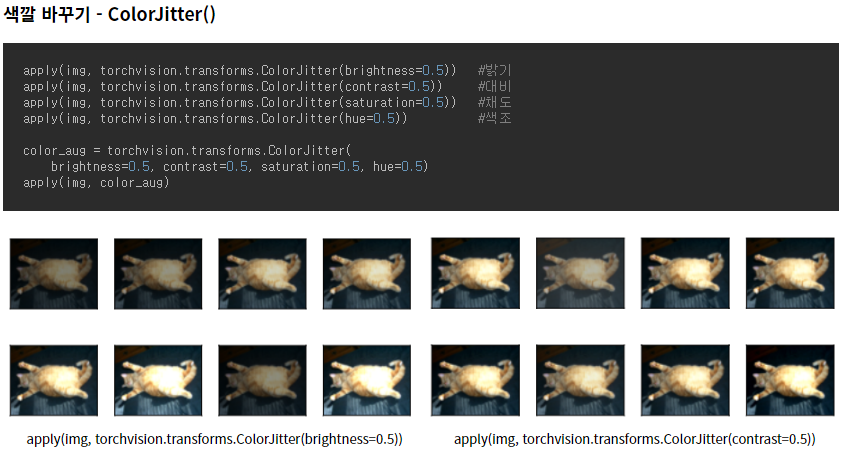 색깔 바꾸기 - ColorJitter()
apply(img, torchvision.transforms.ColorJitter(brightness=0.5)) #밝기
apply(img, torchvision.transforms.ColorJitter(contrast=0.5)) #대비
apply(img, torchvision.transforms.ColorJitter(saturation=0.5)) #채도
apply(img, torchvision.transforms.ColorJitter(hue=0.5)) #색조
color_aug = torchvision.transforms.ColorJitter(
brightness=0.5, contrast=0.5, saturation=0.5, hue=0.5)
apply(img, color_aug)
apply(img, torchvision.transforms.ColorJitter(brightness=0.5))
apply(img, torchvision.transforms.ColorJitter(contrast=0.5))